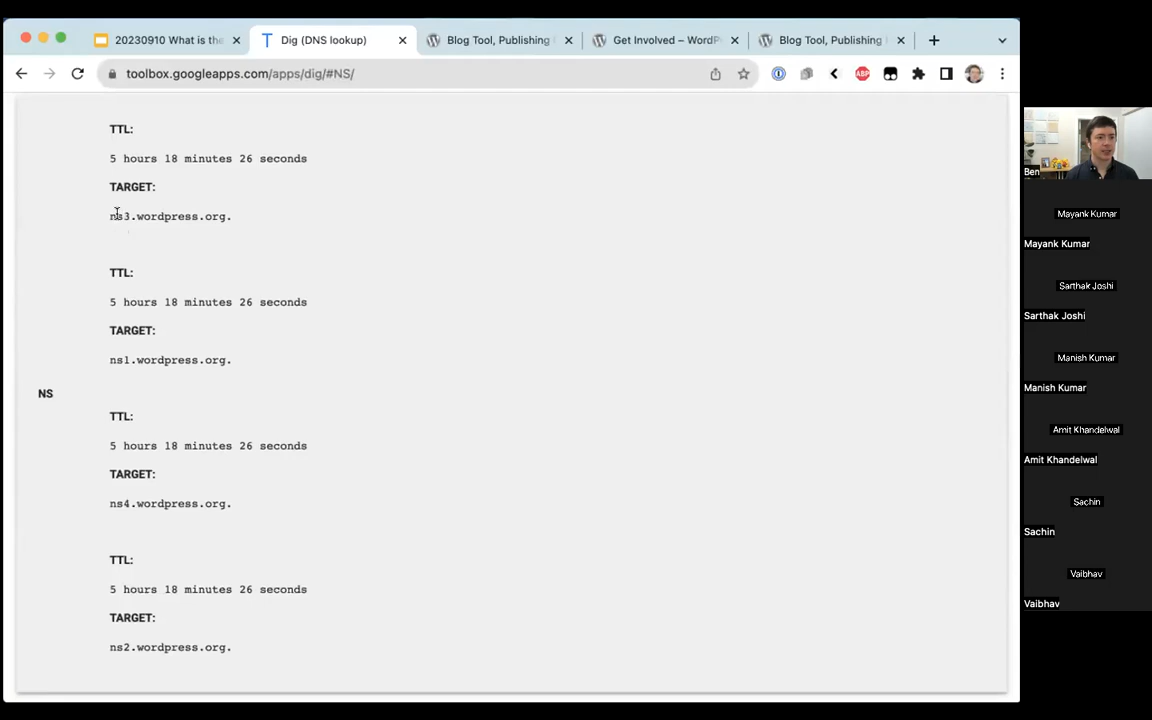 20230910 What is the
Dig (DNS lookup)
Blog Tool, Publishing
Get Involved – WordP
Blog Tool, Publishing
toolbox.googleapps.com/apps/dig/#NS/
ABP
TTL:
5 hours 18 minutes 26 seconds
TARGET:
ns3.wordpress.org.
TTL:
5 hours 18 minutes 26 seconds
TARGET:
ns1.wordpress.org.
NS
TTL:
5 hours 18 minutes 26 seconds
TARGET:
ns4.wordpress.org.
TTL:
5 hours 18 minutes 26 seconds
TARGET:
ns2.wordpress.org.
Ben
Mayank Kumar
Mayank Kumar
Sarthak Joshi
Sarthak Joshi
Manish Kumar
Manish Kumar
Amit Khandelwal
Amit Khandelwal
Sachin
Sachin
Vaibhav
Vaibhav